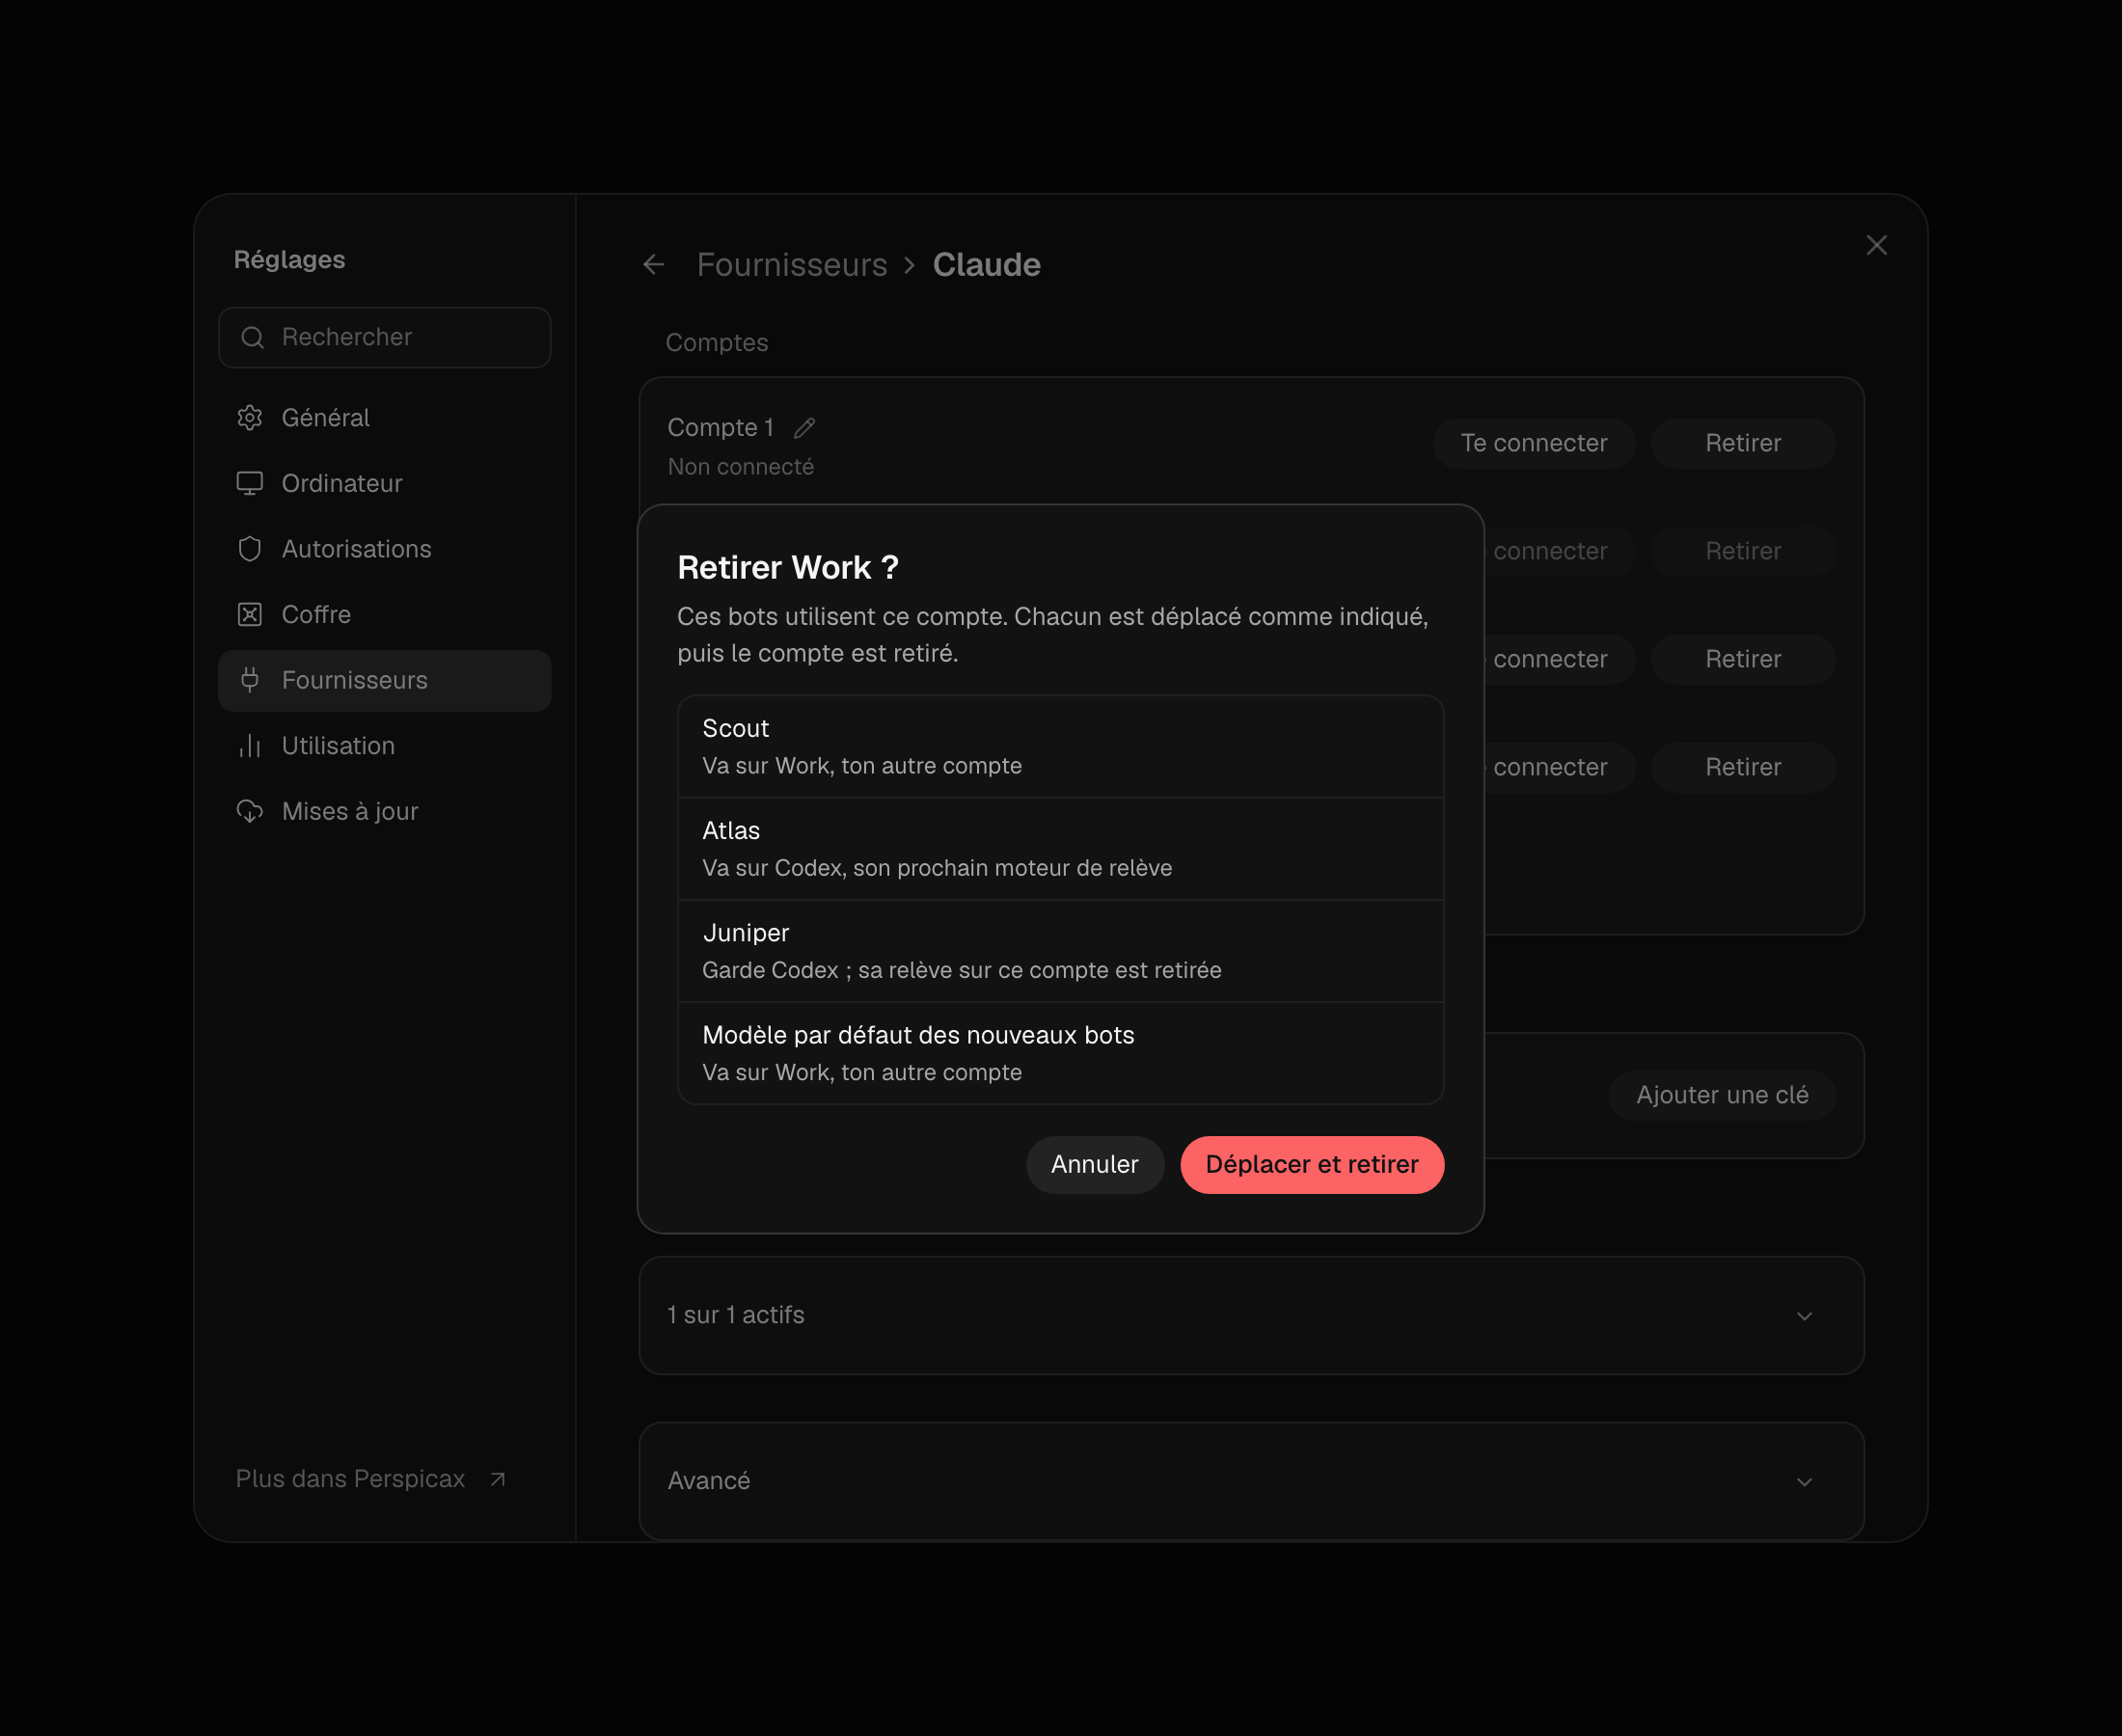 Réglages
Rechercher
Général
Ordinateur
Autorisations
Coffre
Fournisseurs
Utilisation
Mises à jour
Plus dans Perspicax
Fournisseurs > Claude
Comptes
Compte 1
Non connecté
Te connecter Retirer
connecter Retirer
connecter Retirer
connecter Retirer
Retirer Work ?
Ces bots utilisent ce compte. Chacun est déplacé comme indiqué,
puis le compte est retiré.
Scout
Va sur Work, ton autre compte
Atlas
Va sur Codex, son prochain moteur de relève
Juniper
Garde Codex ; sa relève sur ce compte est retirée
Modèle par défaut des nouveaux bots
Va sur Work, ton autre compte
Annuler Déplacer et retirer
Ajouter une clé
1 sur 1 actifs
Avancé